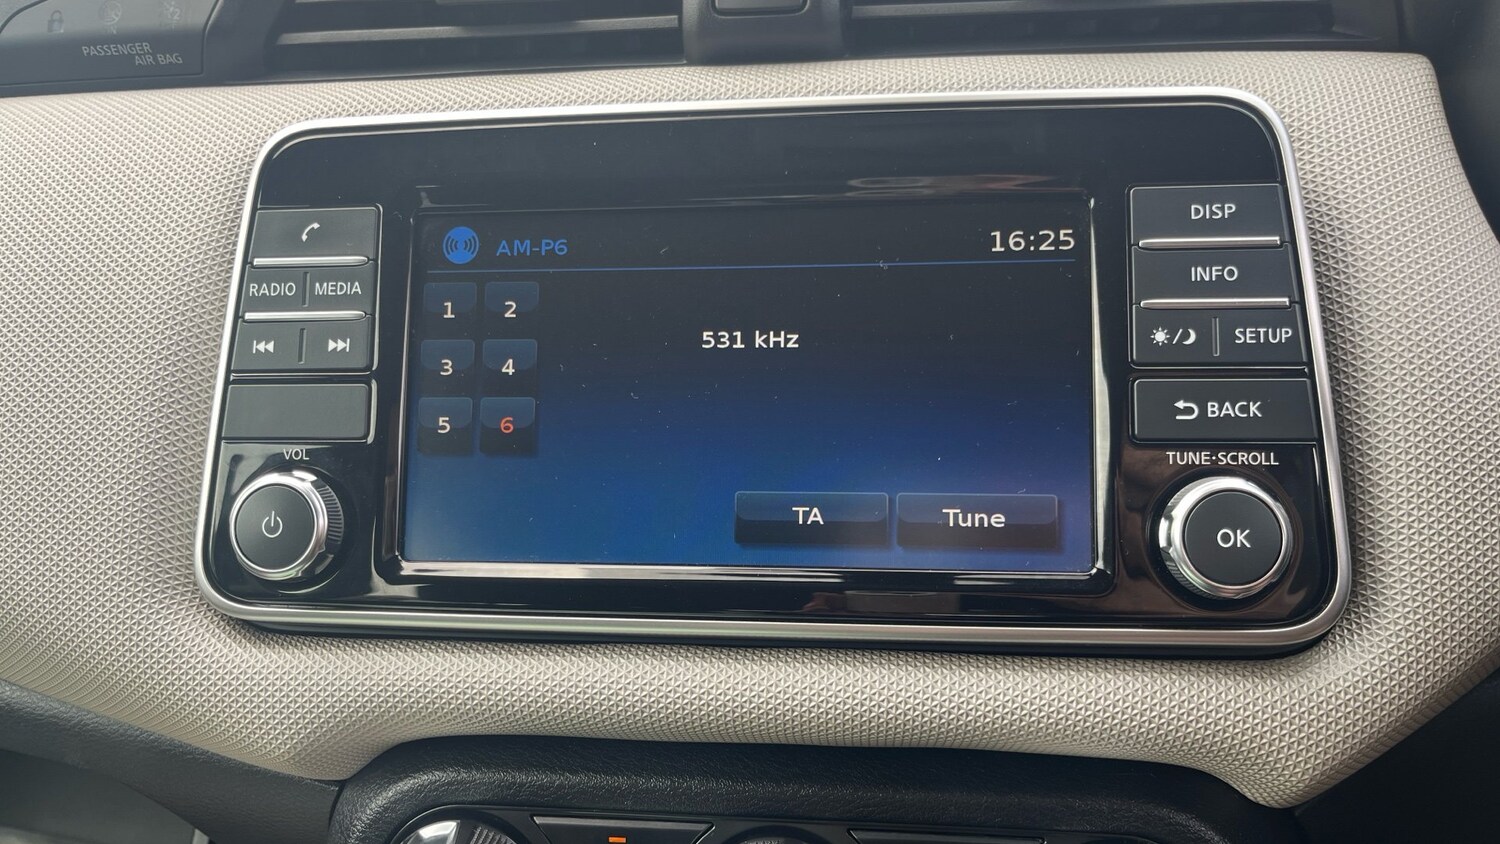 PASSENGER
AIR BAG
AM-P6
16:25
1 2
531 kHz
3 4
5 6
TA Tune
RADIO MEDIA
VOL
DISP
INFO
SETUP
BACK
TUNE·SCROLL
OK